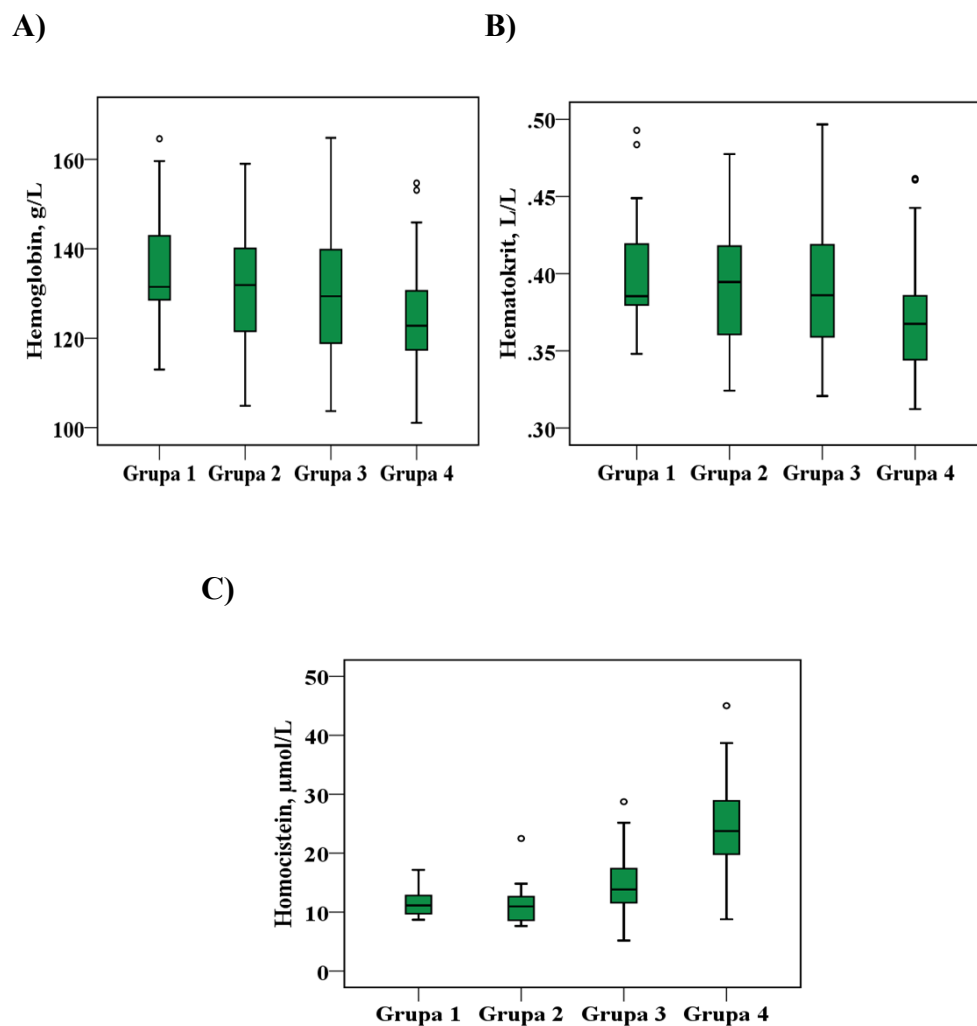 A)
B)
Hemoglobin, g/L
160
140
120
100
Grupa 1 Grupa 2 Grupa 3 Grupa 4
Hematokrit, L/L
.50
.45
.40
.35
.30
Grupa 1 Grupa 2 Grupa 3 Grupa 4
C)
Homocistein, µmol/L
50
40
30
20
10
0
Grupa 1 Grupa 2 Grupa 3 Grupa 4